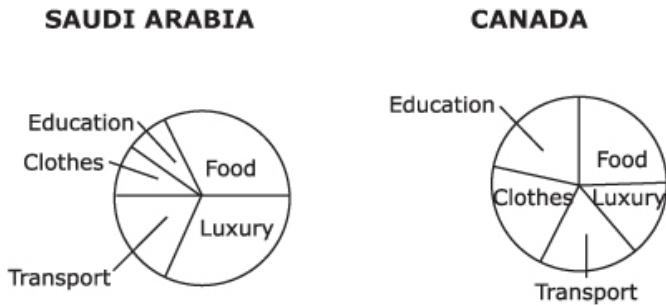 SAUDI ARABIA
Education
Clothes
Food
Luxury
Transport
CANADA
Education
Food
Clothes
Luxury
Transport